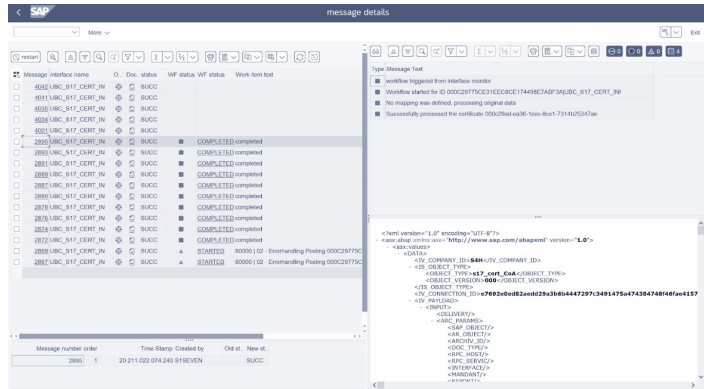 SAP
message details
More
Exit
restart
0 0 0 4
Message interface name O.. Doc. status WF status WF status Work item text
4042 UBC_S17_CERT_IN SUCC
4041 UBC_S17_CERT_IN SUCC
4035 UBC_S17_CERT_IN SUCC
4034 UBC_S17_CERT_IN SUCC
4001 UBC_S17_CERT_IN SUCC
2895 UBC_S17_CERT_IN SUCC COMPLETED completed
2893 UBC_S17_CERT_IN SUCC COMPLETED completed
2891 UBC_S17_CERT_IN SUCC COMPLETED completed
2889 UBC_S17_CERT_IN SUCC COMPLETED completed
2887 UBC_S17_CERT_IN SUCC COMPLETED completed
2880 UBC_S17_CERT_IN SUCC COMPLETED completed
2878 UBC_S17_CERT_IN SUCC COMPLETED completed
2876 UBC_S17_CERT_IN SUCC COMPLETED completed
2874 UBC_S17_CERT_IN SUCC COMPLETED completed
2872 UBC_S17_CERT_IN SUCC COMPLETED completed
2869 UBC_S17_CERT_IN SUCC STARTED 80000 | 02 - Errorhandling Posting 000C29775C
2867 UBC_S17_CERT_IN SUCC STARTED 80000 | 02 - Errorhandling Posting 000C29775C
Message number order Time Stamp Created by Old st.. New st..
2895 1 20.211.022.074.240 S1SEVEN SUCC
Type Message Text
workflow triggered from interface monitor
Workflow started for ID 000C29775CE31EEC8CE174458E7ABF3A|UBC_S17_CERT_IN!
No mapping was defined, processing original data
Successfully processed the certificate
<?xml version="1.0" encoding="UTF-8"?>
- <asx:abap xmlns:asx="http://www.sap.com/abapxml" version="1.0">
- <asx:values>
- <DATA>
<IV_COMPANY_ID>S4H</IV_COMPANY_ID>
- <IS_OBJECT_TYPE>
<OBJECT_TYPE>s17_cert_CoA</OBJECT_TYPE>
<OBJECT_VERSION>000</OBJECT_VERSION>
</IS_OBJECT_TYPE>
<IV_CONNECTION_ID>e7692e0ed82aedd29a3b6b4447297c3491475a474384748f46fae4157
- <IV_PAYLOAD>
- <INPUT>
<DELIVERY/>
- <ARC_PARAMS>
<SAP_OBJECT/>
<AR_OBJECT/>
<ARCHIV_ID/>
<DOC_TYPE/>
<RPC_HOST/>
<RPC_SERVIC/>
<INTERFACE/>
<MANDANT/>
<REPORT/>